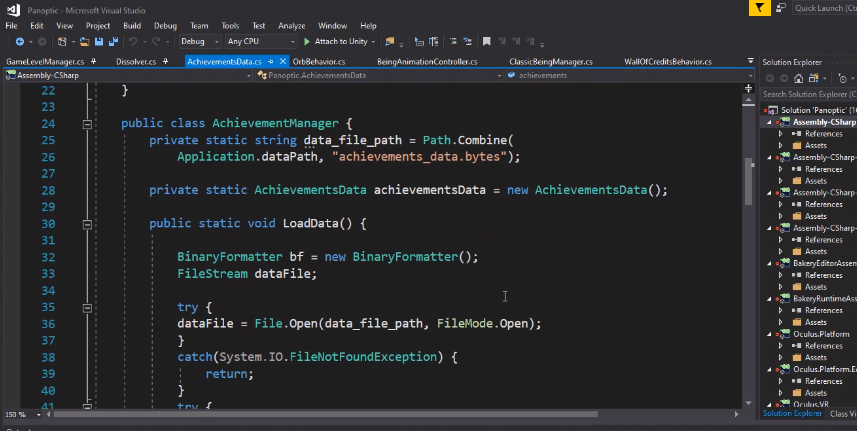 Panoptic - Microsoft Visual Studio
Quick Launch (C
File Edit View Project Build Debug Team Tools Test Analyze Window Help
Debug Any CPU Attach to Unity
GameLevelManager.cs Dissolver.cs AchievementsData.cs OrbBehavior.cs BeingAnimationController.cs ClassicBeingManager.cs WallOfCreditsBehavior.cs
Assembly-CSharp Panoptic.AchievementsData achievements
22 }
23
24 public class AchievementManager {
25 private static string data_file_path = Path.Combine(
26 Application.dataPath, "achievements_data.bytes");
27
28 private static AchievementsData achievementsData = new AchievementsData();
29
30 public static void LoadData() {
31
32 BinaryFormatter bf = new BinaryFormatter();
33 FileStream dataFile;
34
35 try {
36 dataFile = File.Open(data_file_path, FileMode.Open);
37 }
38 catch(System.IO.FileNotFoundException) {
39 return;
40 }
41 try {
150 %
Solution Explorer
Search Solution Explorer (C
Solution 'Panoptic' (1
Assembly-CSharp
References
Assets
Assembly-CSharp-
References
Assets
Assembly-CSharp-
References
Assets
Assembly-CSharp-
References
Assets
BakeryEditorAssem
References
Assets
BakeryRuntimeAss
References
Assets
Oculus.Platform
References
Assets
Oculus.Platform.E
References
Assets
Oculus.VR
Solution Explorer Class Vi